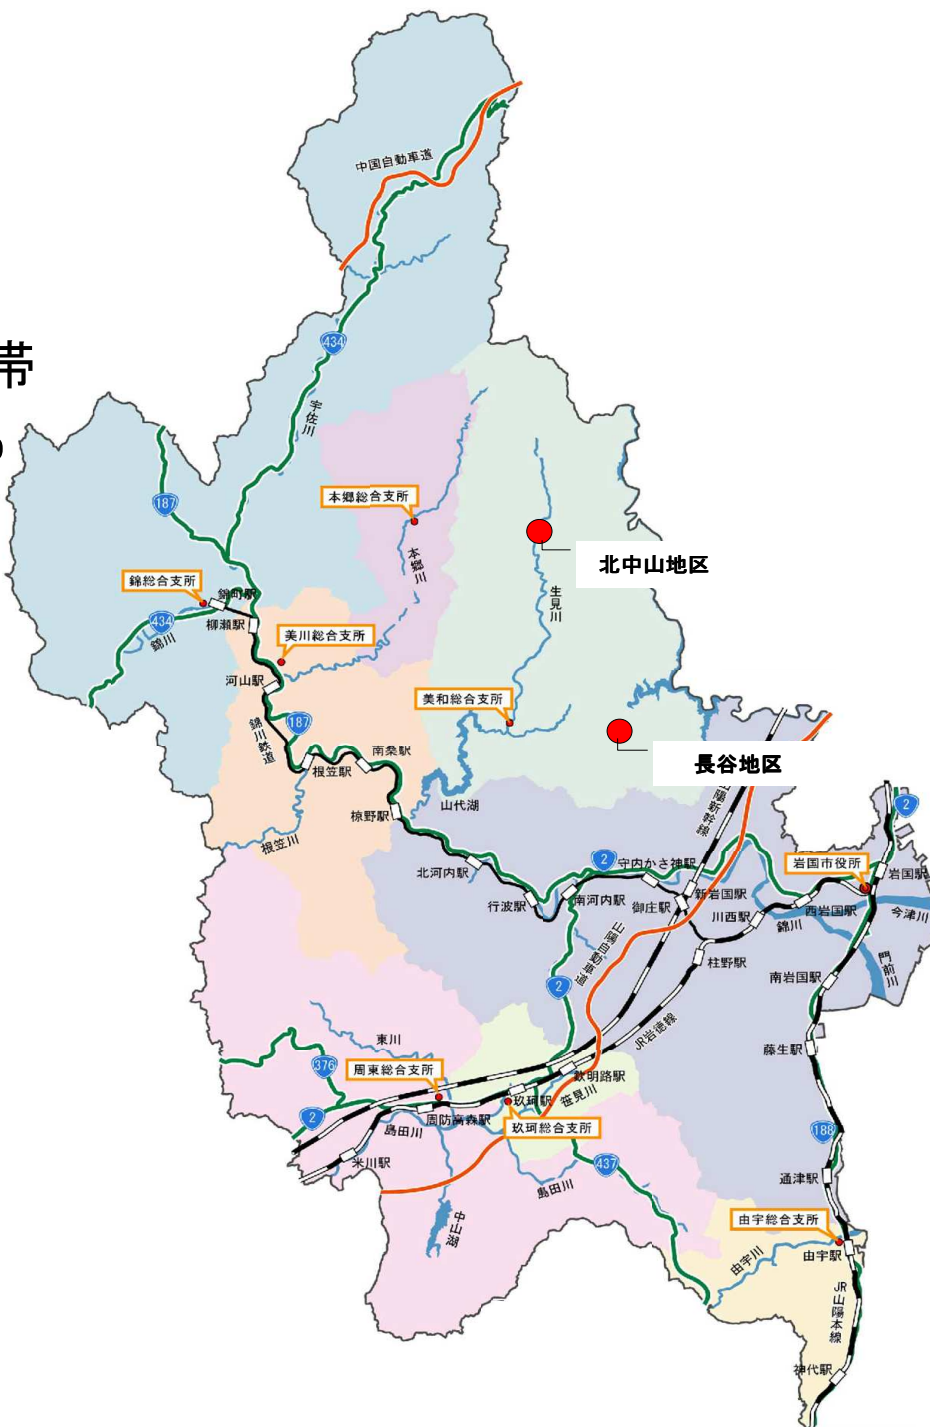 中国自動車道
434
帯
宇佐川
187
本郷総合支所
北中山地区
本郷川
錦総合支所
錦町駅
生見川
434
柳瀬駅
錦川
美川総合支所
河山駅
美和総合支所
187
錦川鉄道
南桑駅
長谷地区
根笠駅
山陽新幹線
山代湖
椋野駅
2
根笠川
2
守内かさ神駅
岩国市役所
北河内駅
岩国駅
新岩国駅
行波駅
南河内駅
御庄駅
川西駅
西岩国駅
今津川
錦川
山陽自動車道
柱野駅
門前川
南岩国駅
2
JR岩徳線
東川
藤生駅
376
周東総合支所
欽明路駅
笹見川
玖珂駅
2
周防高森駅
島田川
玖珂総合支所
188
米川駅
437
通津駅
島田川
中山湖
由宇総合支所
由宇駅
由宇川
JR山陽本線
神代駅